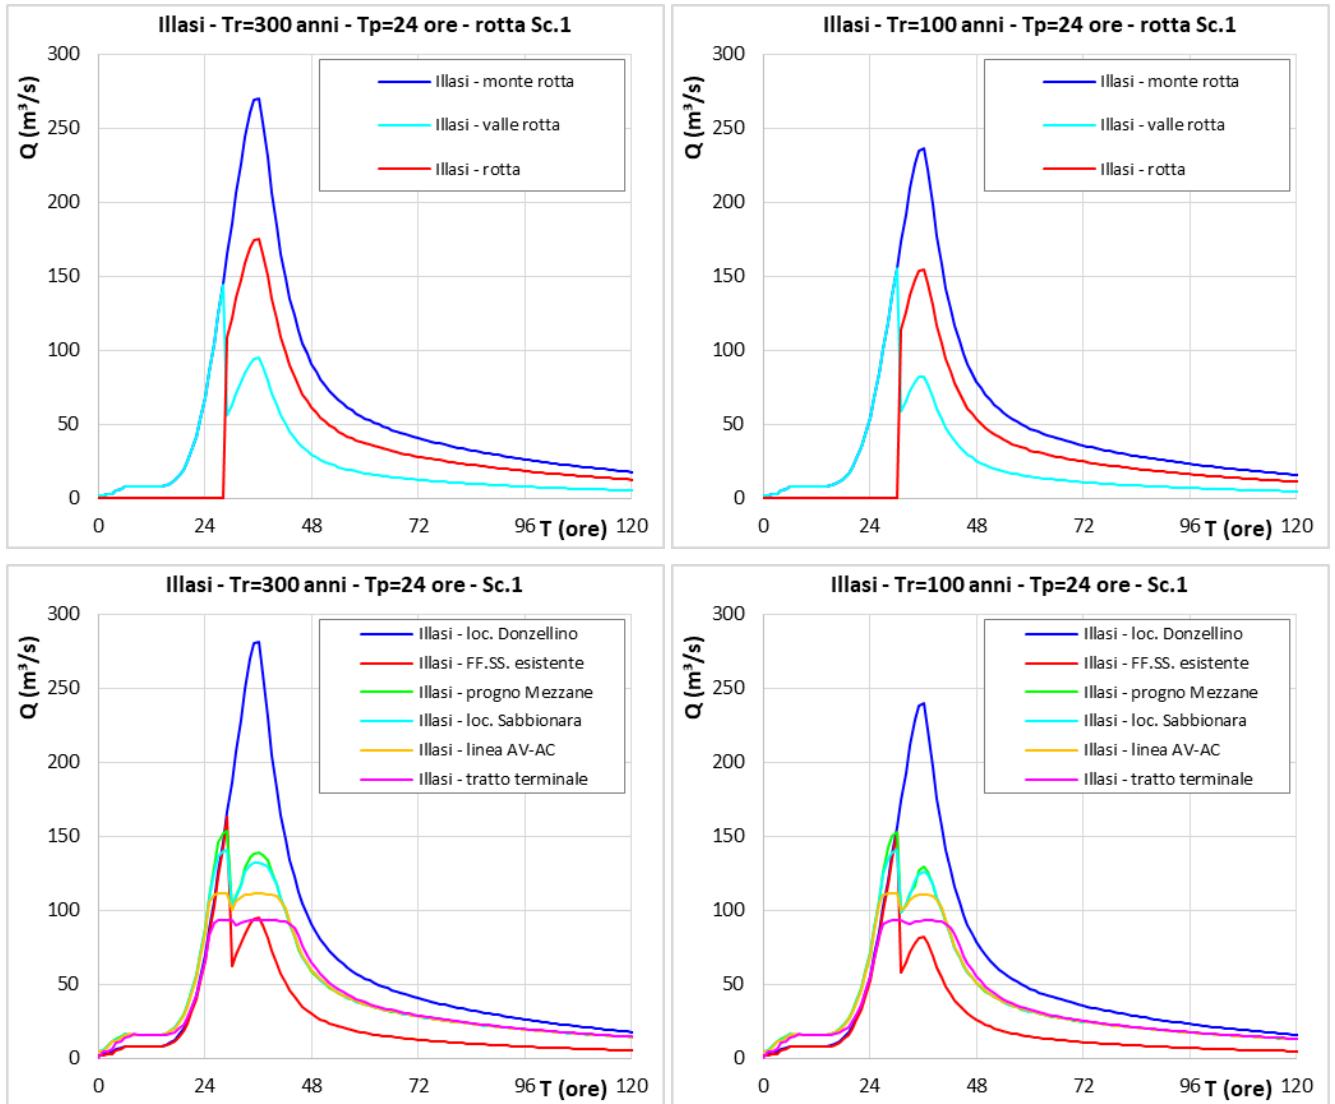 Illasi - Tr=300 anni - Tp=24 ore - rotta Sc.1
Q (m³/s)
300
250
200
150
100
50
0
Illasi - monte rotta
Illasi - valle rotta
Illasi - rotta
0 24 48 72 96 T (ore) 120
Illasi - Tr=100 anni - Tp=24 ore - rotta Sc.1
Q (m³/s)
300
250
200
150
100
50
0
Illasi - monte rotta
Illasi - valle rotta
Illasi - rotta
0 24 48 72 96 T (ore) 120
Illasi - Tr=300 anni - Tp=24 ore - Sc.1
Q (m³/s)
300
250
200
150
100
50
0
Illasi - loc. Donzellino
Illasi - FF.SS. esistente
Illasi - progno Mezzane
Illasi - loc. Sabbionara
Illasi - linea AV-AC
Illasi - tratto terminale
0 24 48 72 96 T (ore) 120
Illasi - Tr=100 anni - Tp=24 ore - Sc.1
Q (m³/s)
300
250
200
150
100
50
0
Illasi - loc. Donzellino
Illasi - FF.SS. esistente
Illasi - progno Mezzane
Illasi - loc. Sabbionara
Illasi - linea AV-AC
Illasi - tratto terminale
0 24 48 72 96 T (ore) 120